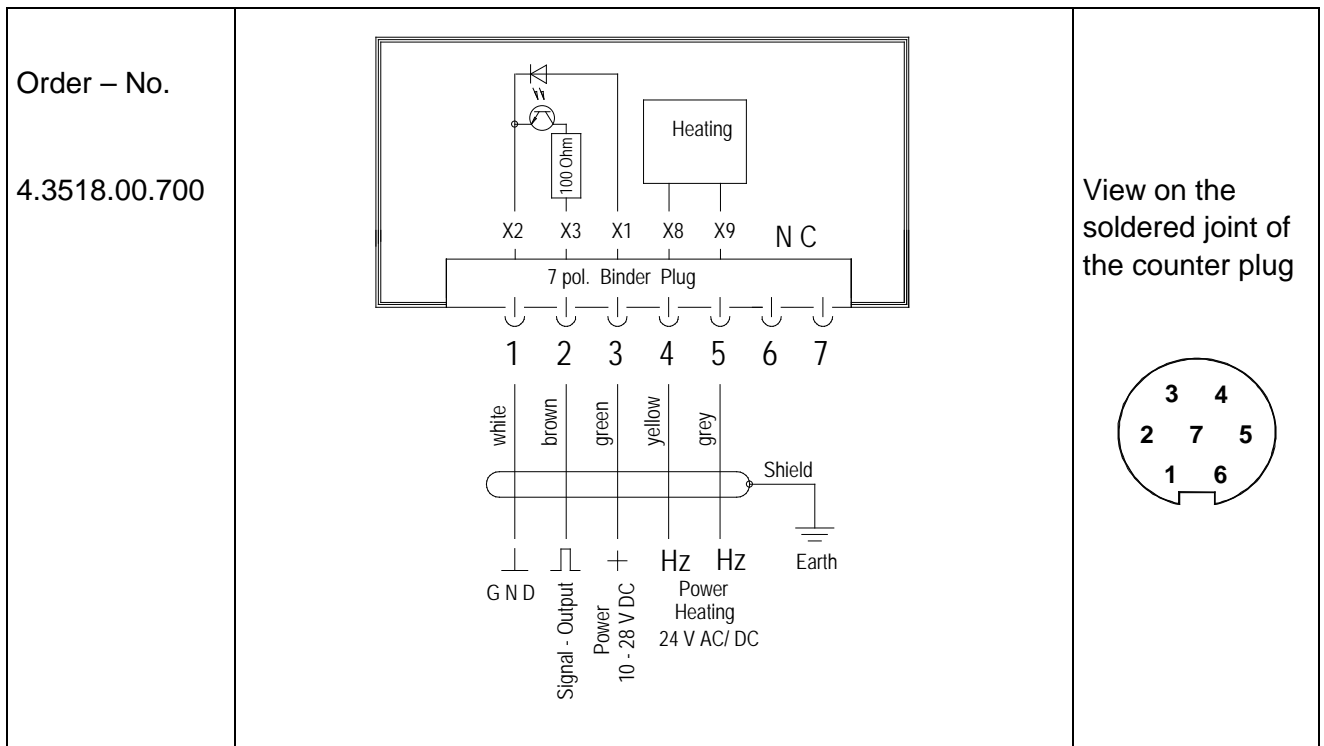 Order – No.
4.3518.00.700
100 Ohm
Heating
X2 X3 X1 X8 X9 N C
7 pol. Binder Plug
1 2 3 4 5 6 7
white
brown
green
yellow
grey
Shield
Earth
G N D
Signal - Output
+
Power
10 - 28 V DC
Hz Hz
Power
Heating
24 V AC/ DC
View on the
soldered joint of
the counter plug
3 4
2 7 5
1 6